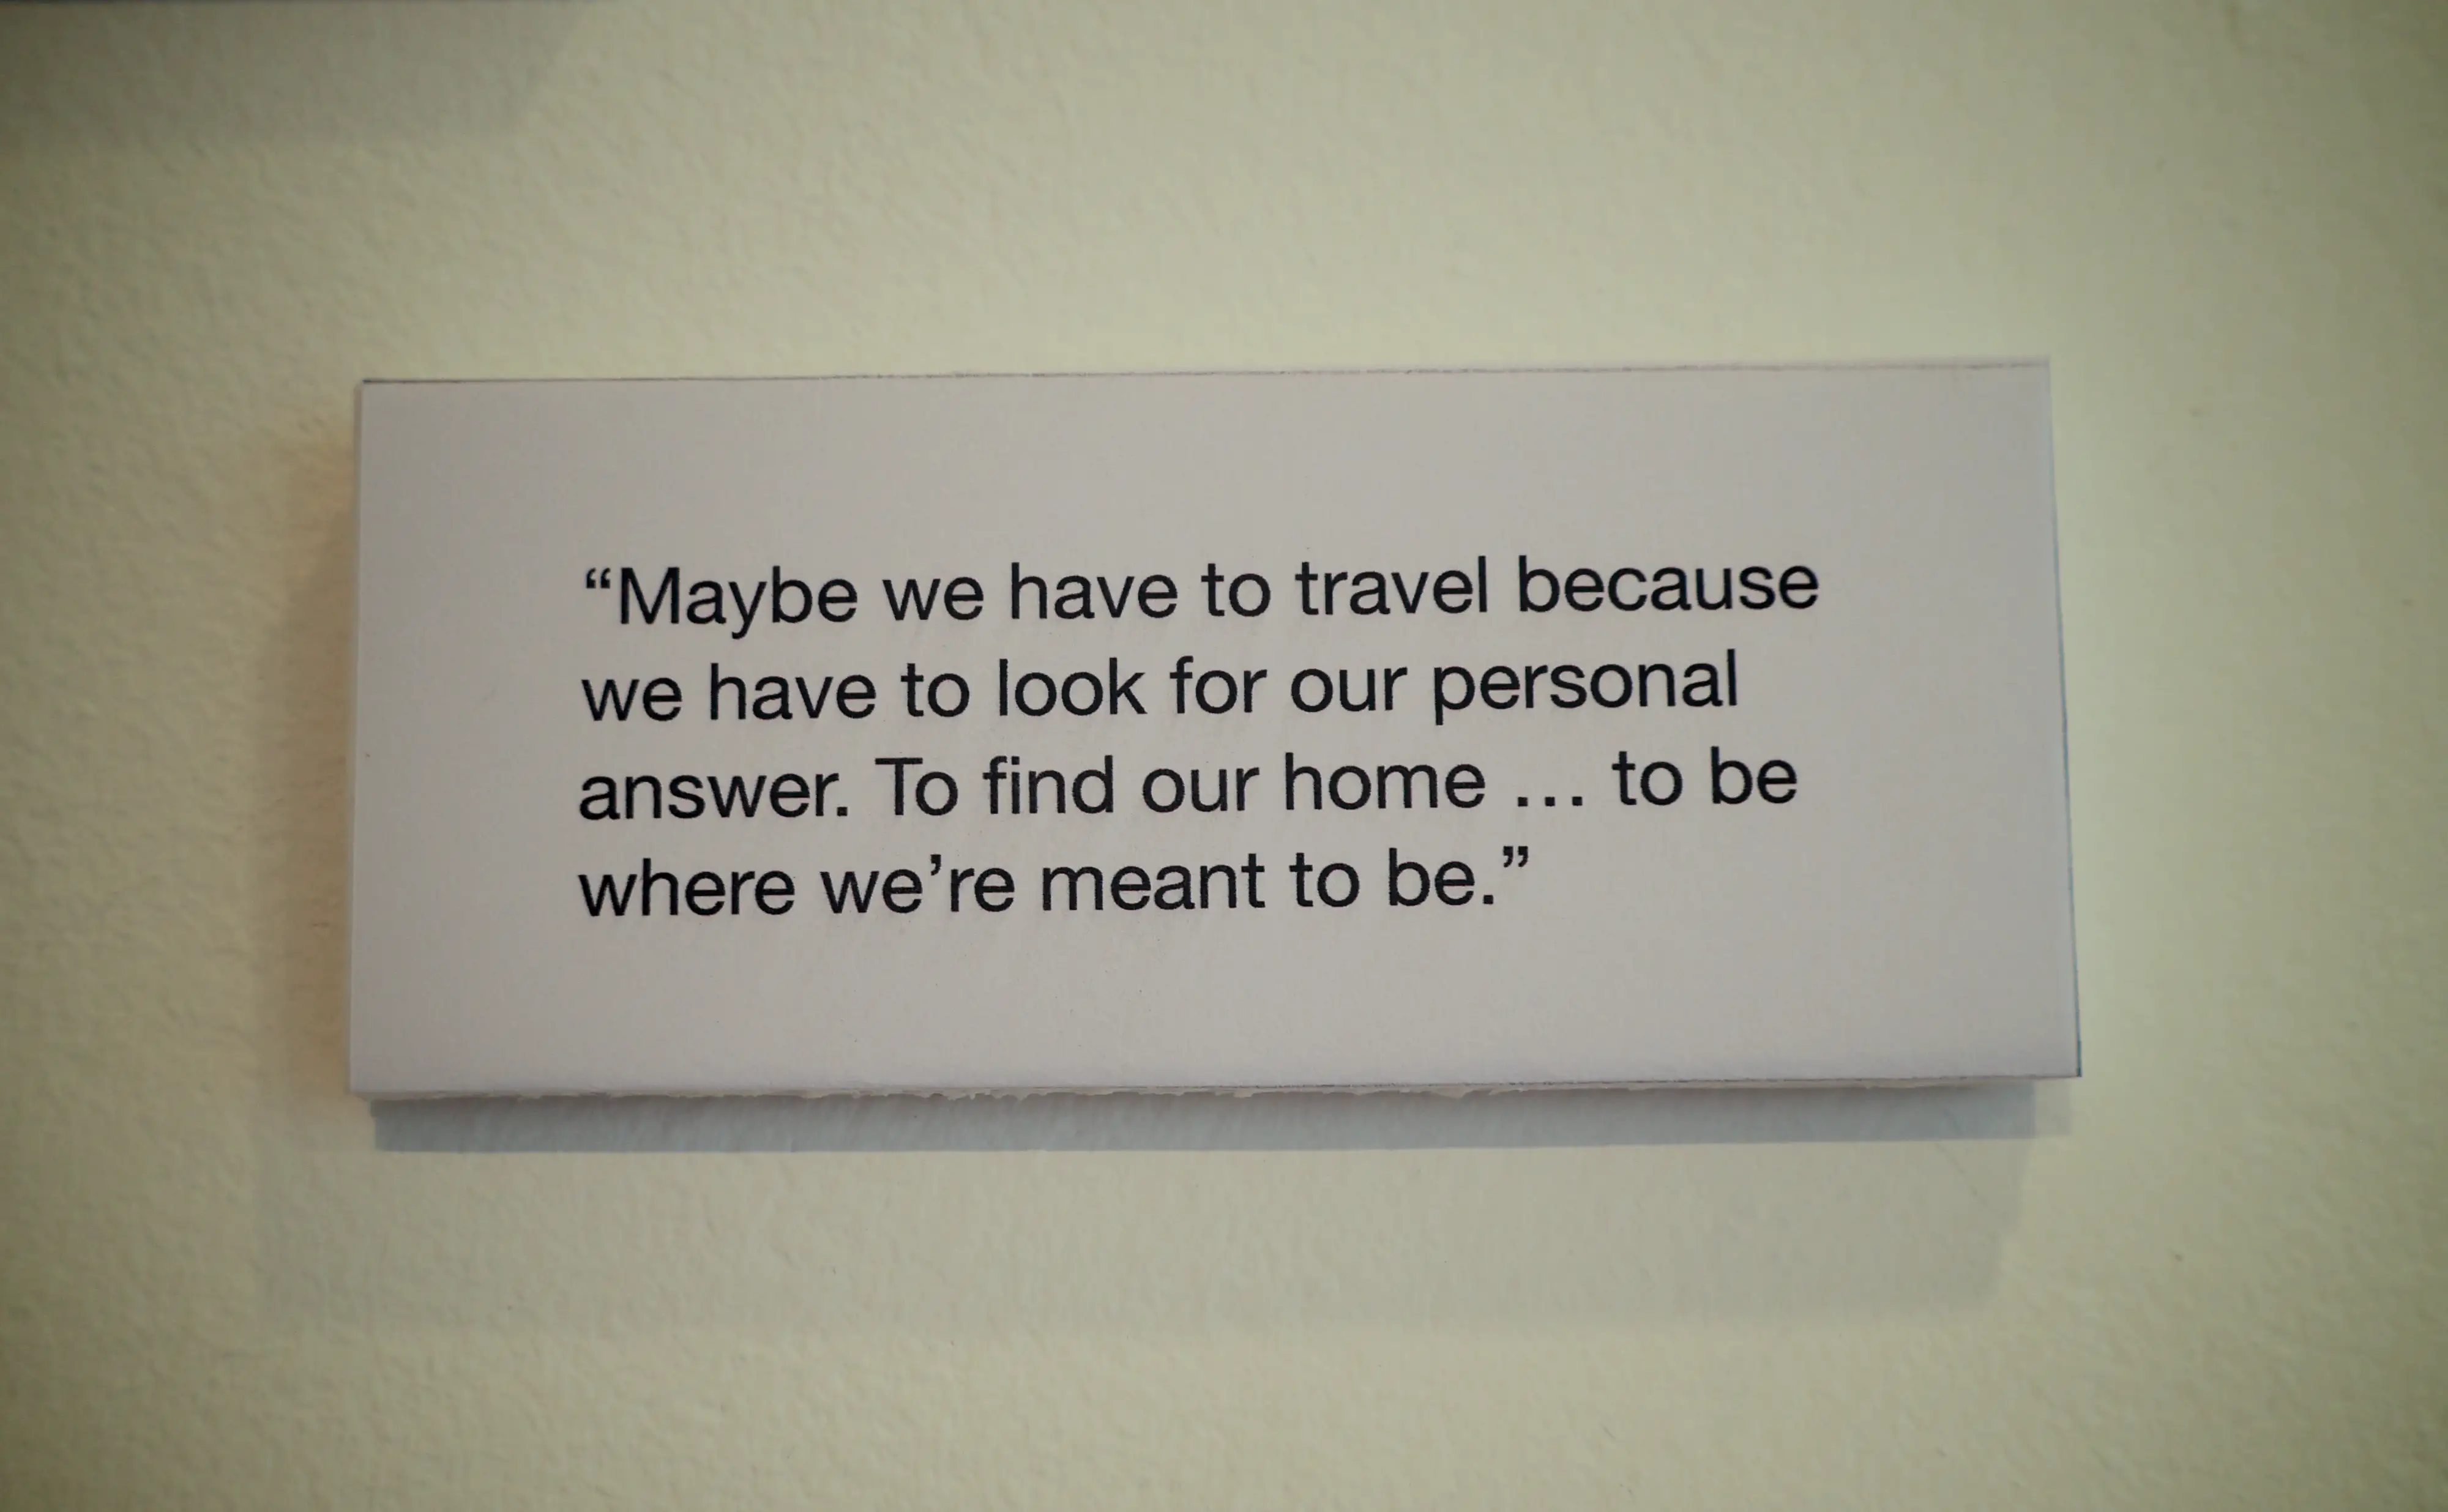 “Maybe we have to travel because
we have to look for our personal
answer. To find our home ... to be
where we’re meant to be.”